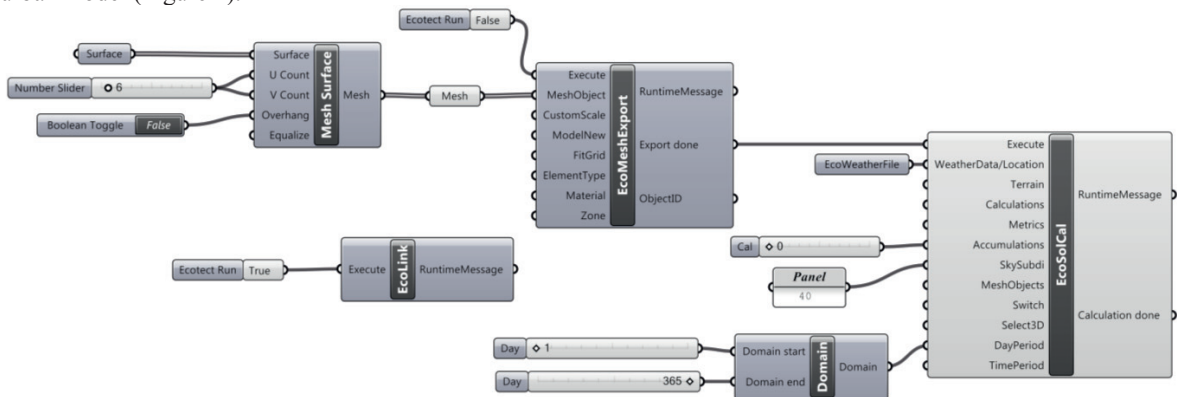 Ecotect Run False
Surface
Number Slider 6
Boolean Toggle False
Surface
U Count
V Count
Overhang
Equalize
Mesh Surface
Mesh
Mesh
Execute
MeshObject
CustomScale
ModelNew
FitGrid
ElementType
Material
Zone
EcoMeshExport
RuntimeMessage
Export done
ObjectID
Ecotect Run True
Execute
EcoLink
RuntimeMessage
EcoWeatherFile
Cal 0
Panel
40
Day 1
Day 365
Domain start
Domain end
Domain
Domain
Execute
WeatherData/Location
Terrain
Calculations
Metrics
Accumulations
SkySubdi
MeshObjects
Switch
Select3D
DayPeriod
TimePeriod
EcoSolCal
RuntimeMessage
Calculation done